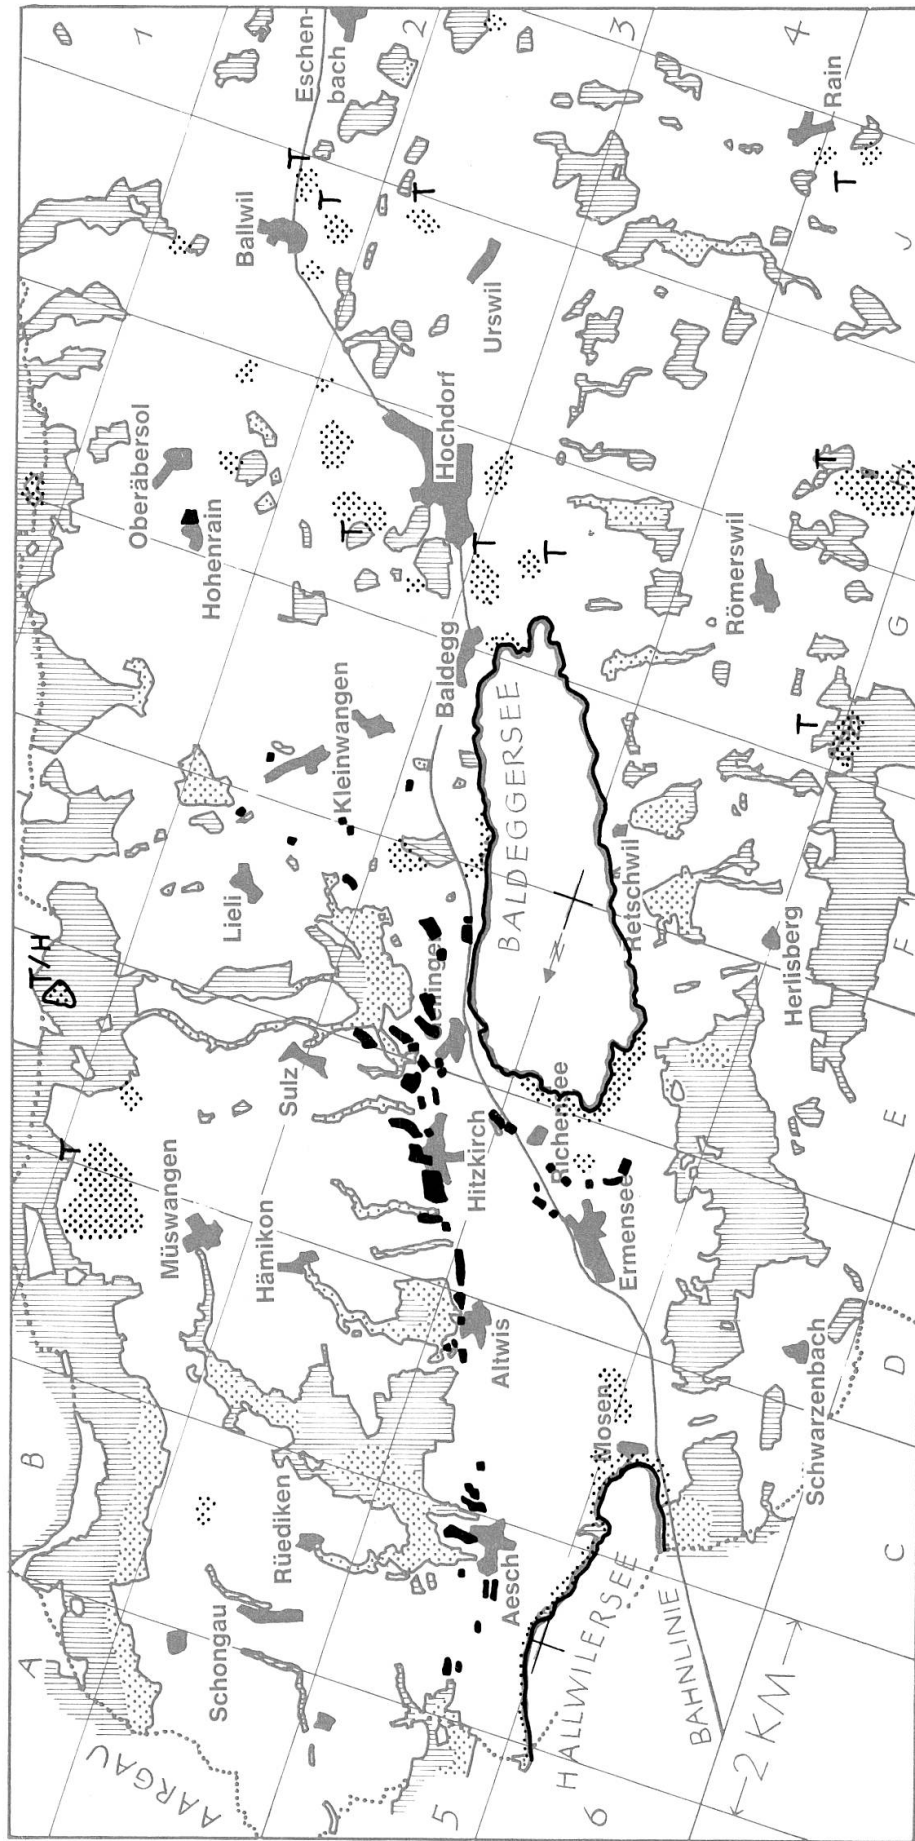 AARGAU
A
B
T/H
1
T
Schongau
Rüediken
Müswangen
Hämikon
Sulz
Lieli
Kleinwangen
Hohenrain
Oberäbersol
Ballwil
Eschen-
bach
T
T
T
T
2
5
Aesch
Altwis
Hitzkirch
Baldegg
Hochdorf
Urswil
T
T
HALLWILERSEE
6
Mosen
Ermensee
Richensee
BALDEGGERSEE
N
Retschwil
3
BAHNLINIE
2 KM
Schwarzenbach
Herlisberg
Römerswil
T
T
T
4
Rain
C
D
E
F
G
J